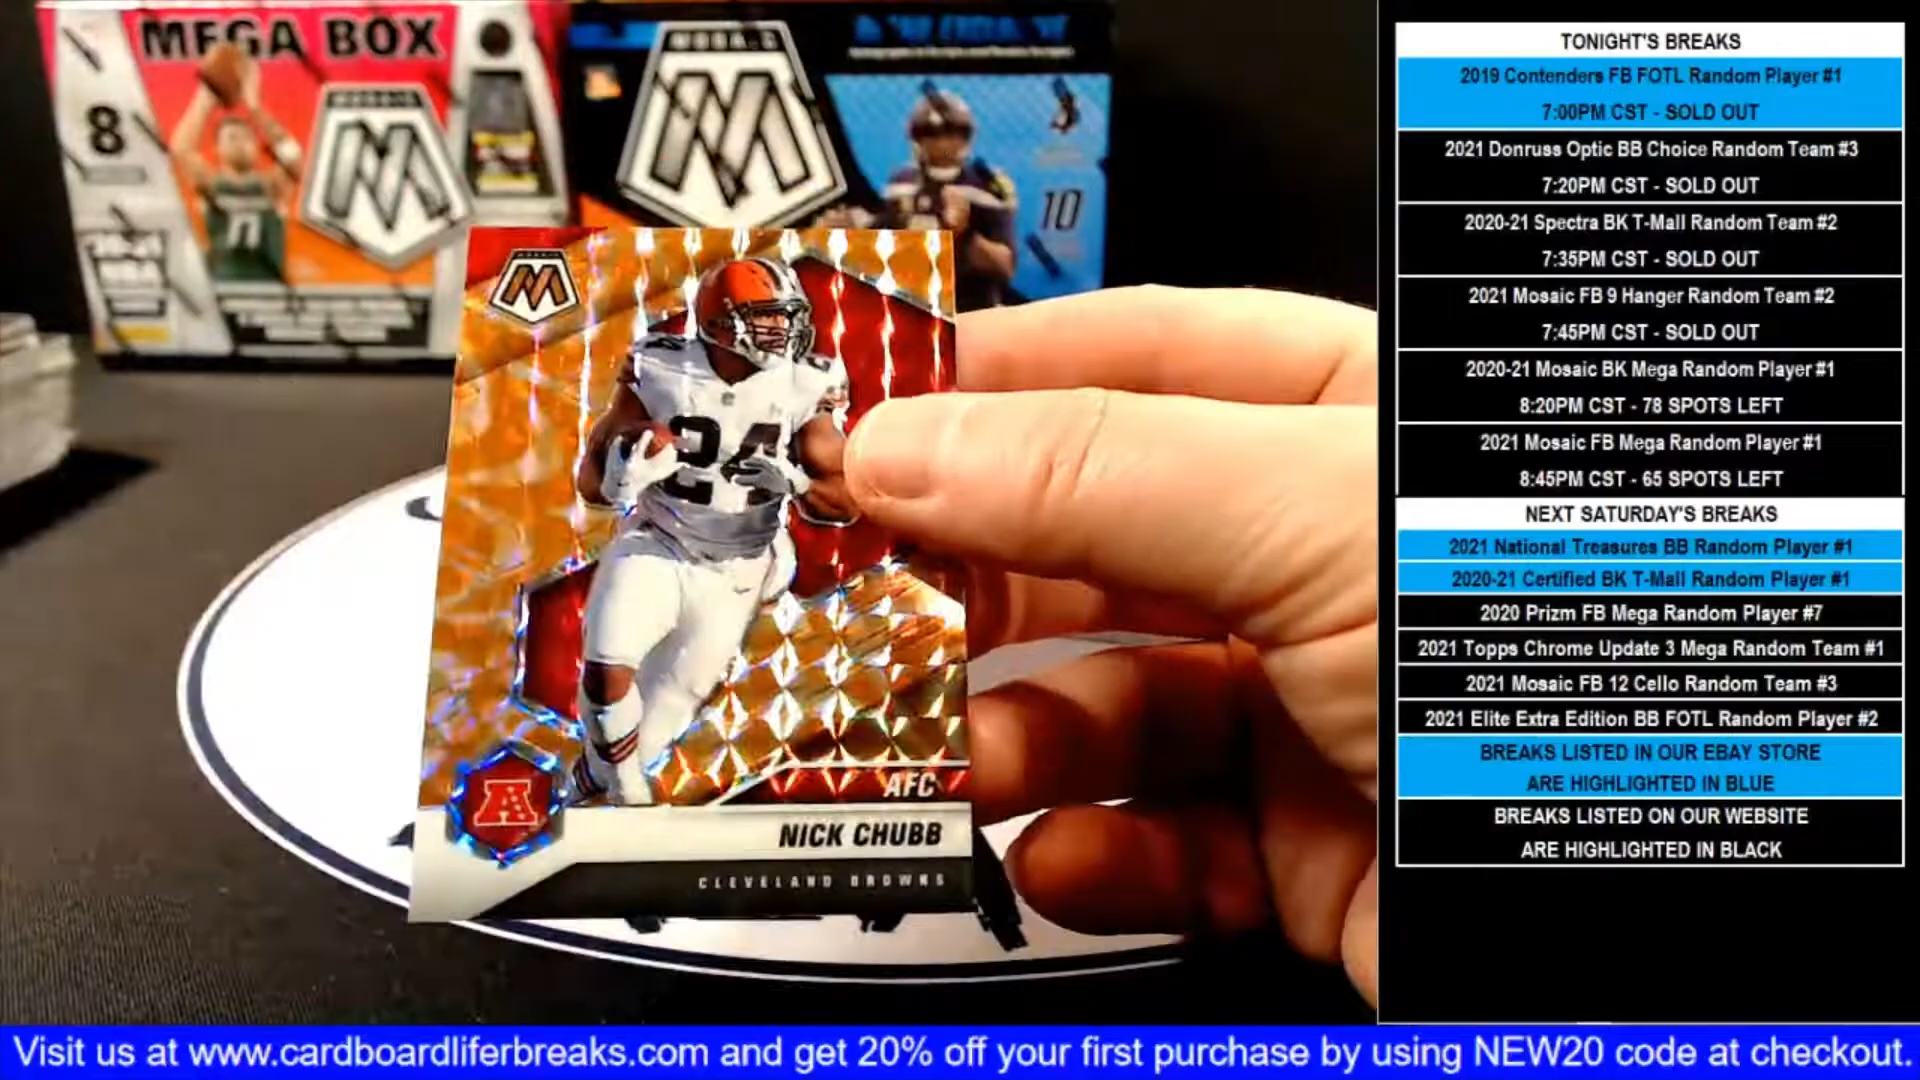 MEGA BOX
8
MOSAIC
10
MOSAIC
24
AFC
NICK CHUBB
CLEVELAND BROWNS
TONIGHT'S BREAKS
2019 Contenders FB FOTL Random Player #1
7:00PM CST - SOLD OUT
2021 Donruss Optic BB Choice Random Team #3
7:20PM CST - SOLD OUT
2020-21 Spectra BK T-Mall Random Team #2
7:35PM CST - SOLD OUT
2021 Mosaic FB 9 Hanger Random Team #2
7:45PM CST - SOLD OUT
2020-21 Mosaic BK Mega Random Player #1
8:20PM CST - 78 SPOTS LEFT
2021 Mosaic FB Mega Random Player #1
8:45PM CST - 65 SPOTS LEFT
NEXT SATURDAY'S BREAKS
2021 National Treasures BB Random Player #1
2020-21 Certified BK T-Mall Random Player #1
2020 Prizm FB Mega Random Player #7
2021 Topps Chrome Update 3 Mega Random Team #1
2021 Mosaic FB 12 Cello Random Team #3
2021 Elite Extra Edition BB FOTL Random Player #2
BREAKS LISTED IN OUR EBAY STORE
ARE HIGHLIGHTED IN BLUE
BREAKS LISTED ON OUR WEBSITE
ARE HIGHLIGHTED IN BLACK
Visit us at www.cardboardliferbreaks.com and get 20% off your first purchase by using NEW20 code at checkout.